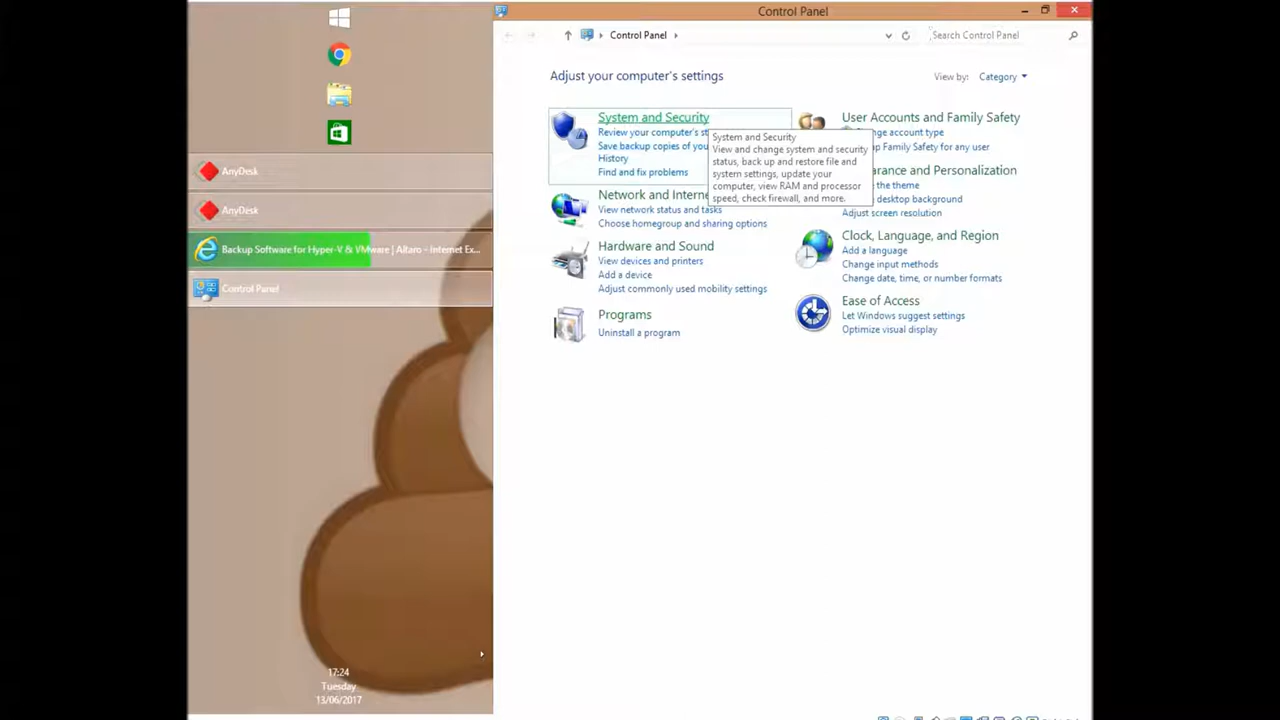 Control Panel
Control Panel
Search Control Panel
Adjust your computer's settings
View by: Category
System and Security
Review your computer's st
Save backup copies of you
History
Find and fix problems
System and Security
View and change system and security
status, back up and restore file and
system settings, update your
computer, view RAM and processor
speed, check firewall, and more.
Network and Interne
View network status and tasks
Choose homegroup and sharing options
Hardware and Sound
View devices and printers
Add a device
Adjust commonly used mobility settings
Programs
Uninstall a program
User Accounts and Family Safety
ange account type
up Family Safety for any user
arance and Personalization
e the theme
desktop background
Adjust screen resolution
Clock, Language, and Region
Add a language
Change input methods
Change date, time, or number formats
Ease of Access
Let Windows suggest settings
Optimize visual display
AnyDesk
AnyDesk
Backup Software for Hyper-V & VMware | Altaro - Internet Ex...
Control Panel
17:24
Tuesday
13/06/2017